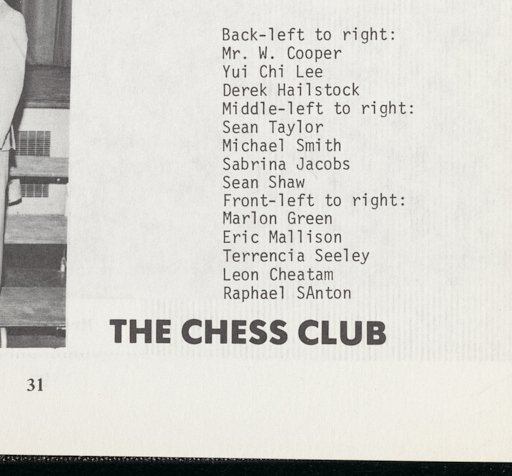 Back-left to right:
Mr. W. Cooper
Yui Chi Lee
Derek Hailstock
Middle-left to right:
Sean Taylor
Michael Smith
Sabrina Jacobs
Sean Shaw
Front-left to right:
Marlon Green
Eric Mallison
Terrencia Seeley
Leon Cheatam
Raphael SAnton
THE CHESS CLUB
31